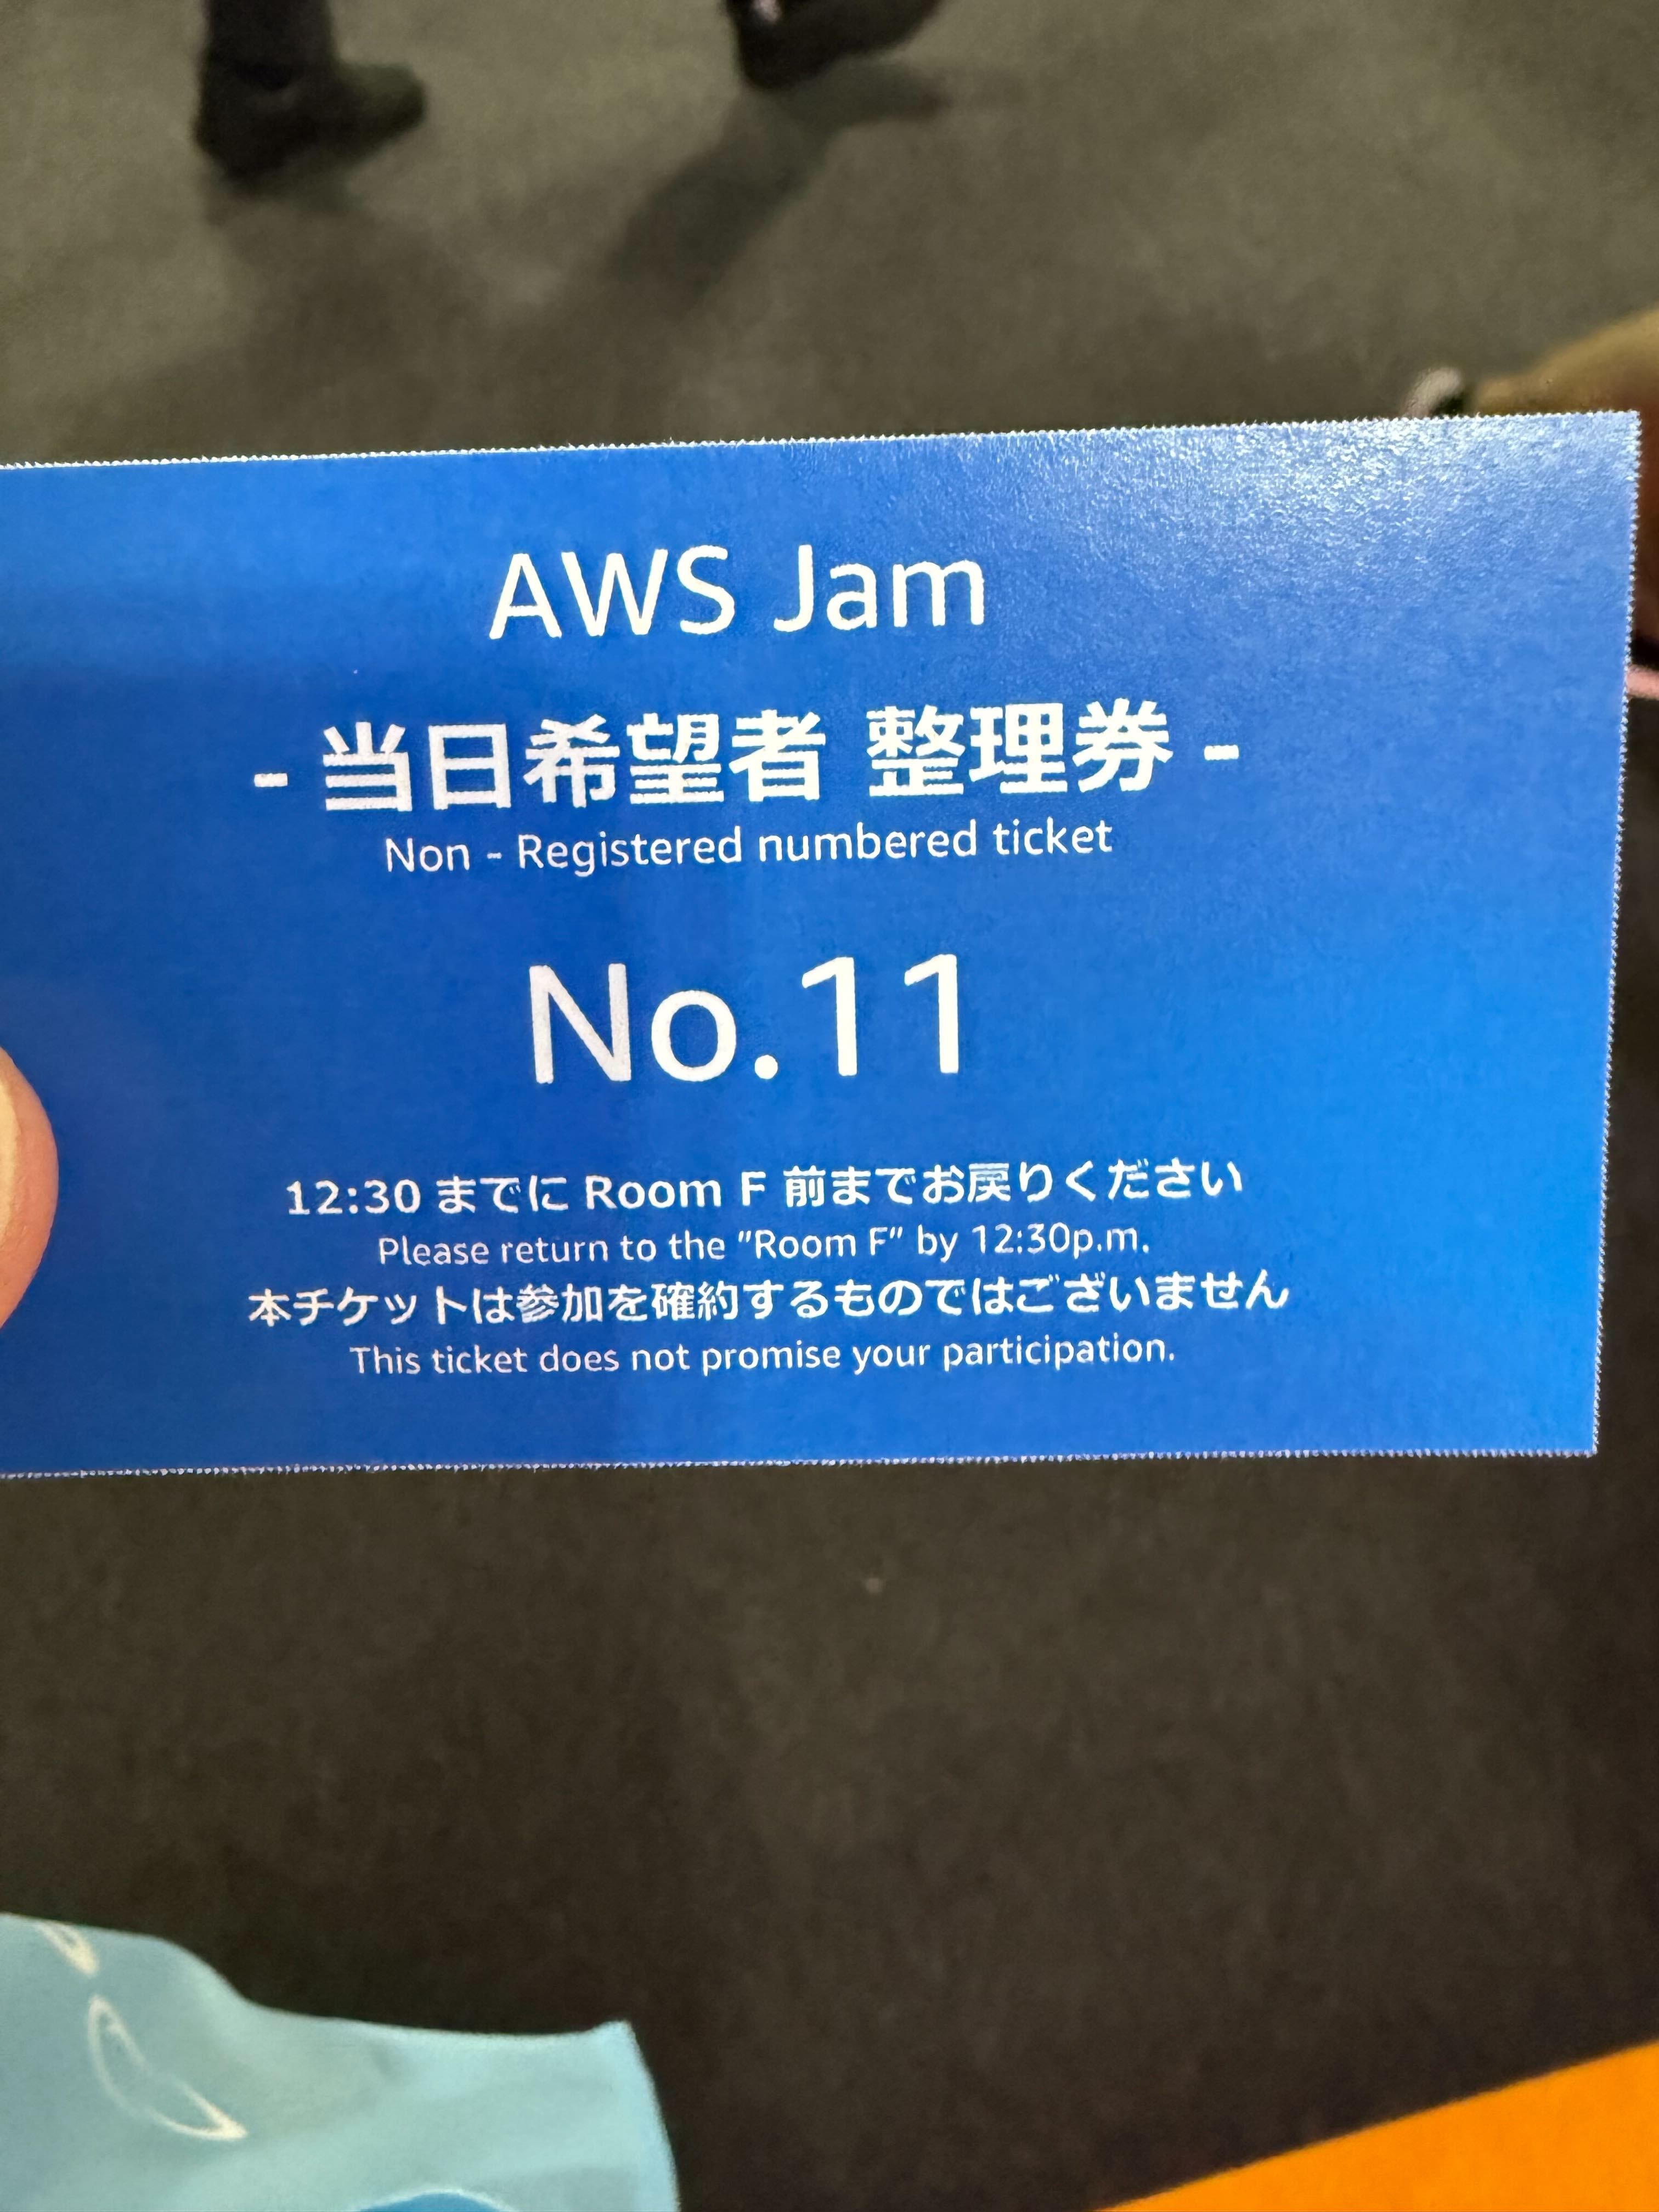 AWS Jam
- 当日希望者 整理券 -
Non - Registered numbered ticket
No.11
12:30 までに Room F 前までお戻りください
Please return to the "Room F" by 12:30p.m.
本チケットは参加を確約するものではございません
This ticket does not promise your participation.